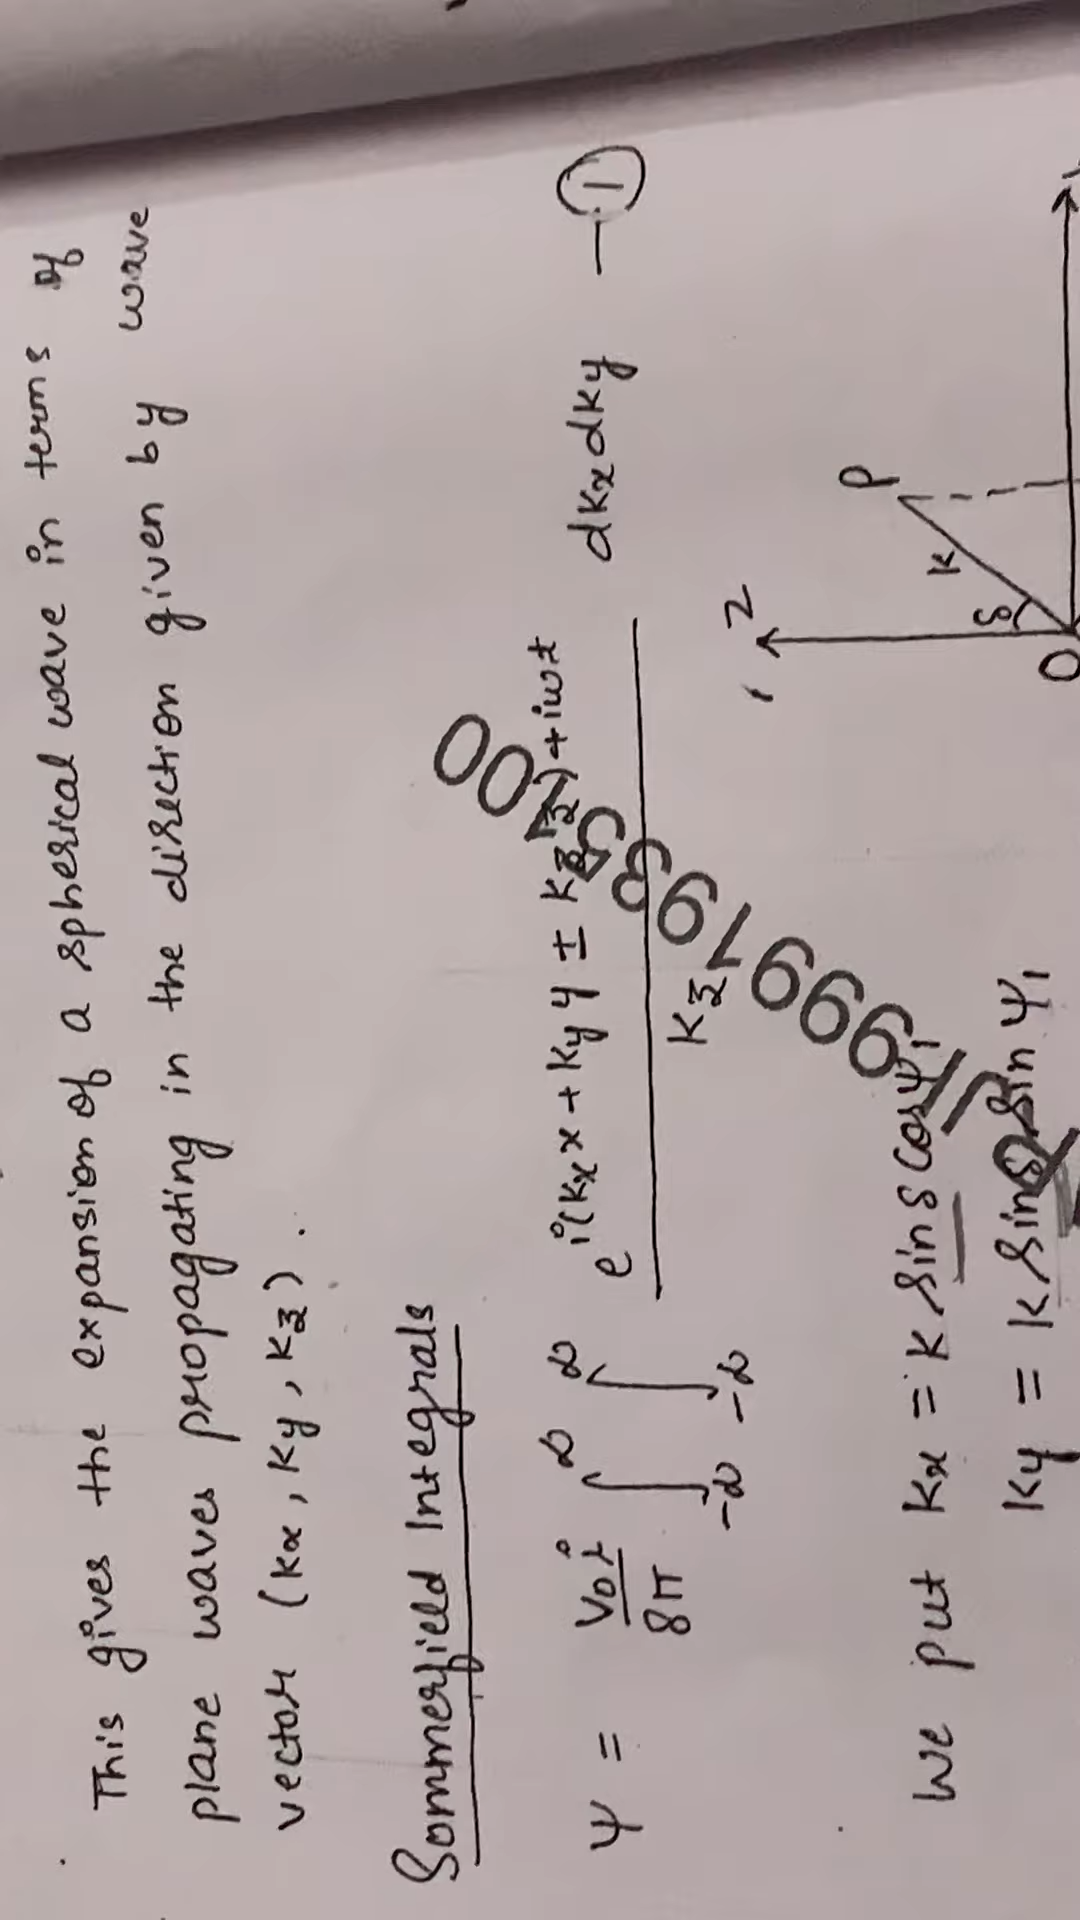 This gives the expansion of a spherical wave in terms of
plane waves propagating in the direction given by wave
vector (kx, ky, kz).
Sommerfield Integrals
ψ = V₀i/8π ∫_{-∞}^{∞} ∫_{-∞}^{∞} e^{i(kx x + ky y ± kz z) + iωt}/kz dkx dky — ①
We put kx = k sinδ cosψ₁
ky = k sinδ sin ψ₁
Z
P
k
δ
O